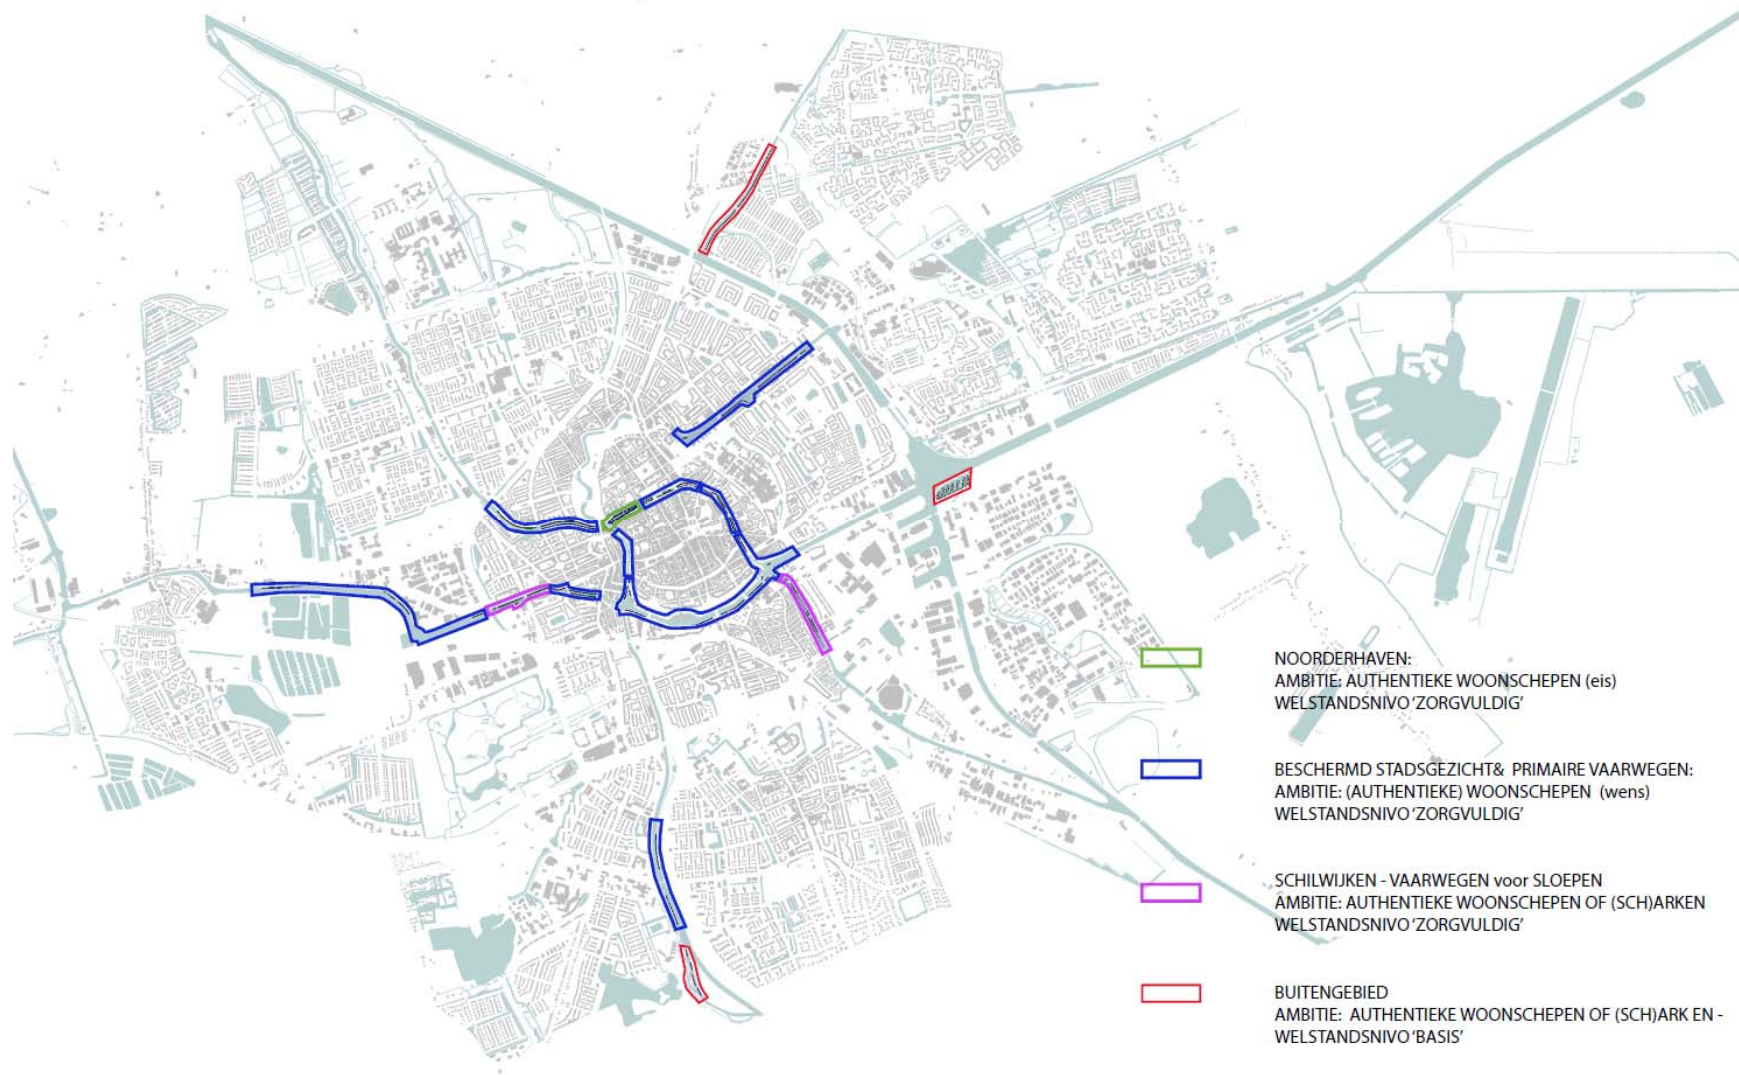 NOORDERHAVEN:
AMBITIE: AUTHENTIEKE WOONSCHEPEN (eis)
WELSTANDSNIVO 'ZORGVULDIG'
BESCHERMD STADSGEZICHT& PRIMAIRE VAARWEGEN:
AMBITIE: (AUTHENTIEKE) WOONSCHEPEN (wens)
WELSTANDSNIVO 'ZORGVULDIG'
SCHILWIJKEN - VAARWEGEN voor SLOEPEN
AMBITIE: AUTHENTIEKE WOONSCHEPEN OF (SCH)ARKEN
WELSTANDSNIVO 'ZORGVULDIG'
BUITENGEBIED
AMBITIE: AUTHENTIEKE WOONSCHEPEN OF (SCH)ARK EN -
WELSTANDSNIVO 'BASIS'